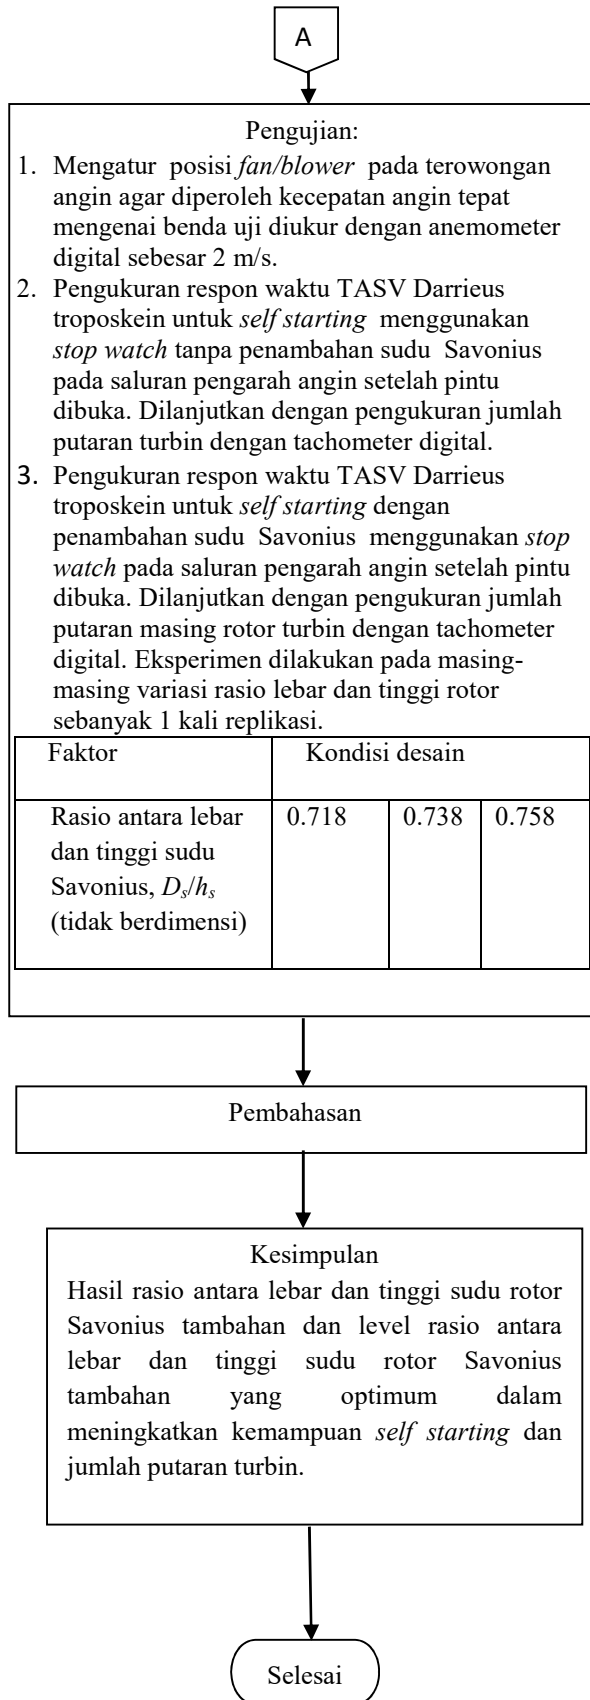 A
Pengujian:
1. Mengatur posisi fan/blower pada terowongan
angin agar diperoleh kecepatan angin tepat
mengenai benda uji diukur dengan anemometer
digital sebesar 2 m/s.
2. Pengukuran respon waktu TASV Darrieus
troposkein untuk self starting menggunakan
stop watch tanpa penambahan sudu Savonius
pada saluran pengarah angin setelah pintu
dibuka. Dilanjutkan dengan pengukuran jumlah
putaran turbin dengan tachometer digital.
3. Pengukuran respon waktu TASV Darrieus
troposkein untuk self starting dengan
penambahan sudu Savonius menggunakan stop
watch pada saluran pengarah angin setelah pintu
dibuka. Dilanjutkan dengan pengukuran jumlah
putaran masing rotor turbin dengan tachometer
digital. Eksperimen dilakukan pada masing-
masing variasi rasio lebar dan tinggi rotor
sebanyak 1 kali replikasi.
Faktor Kondisi desain
Rasio antara lebar 0.718 0.738 0.758
dan tinggi sudu
Savonius, Ds/hs
(tidak berdimensi)
Pembahasan
Kesimpulan
Hasil rasio antara lebar dan tinggi sudu rotor
Savonius tambahan dan level rasio antara
lebar dan tinggi sudu rotor Savonius
tambahan yang optimum dalam
meningkatkan kemampuan self starting dan
jumlah putaran turbin.
Selesai